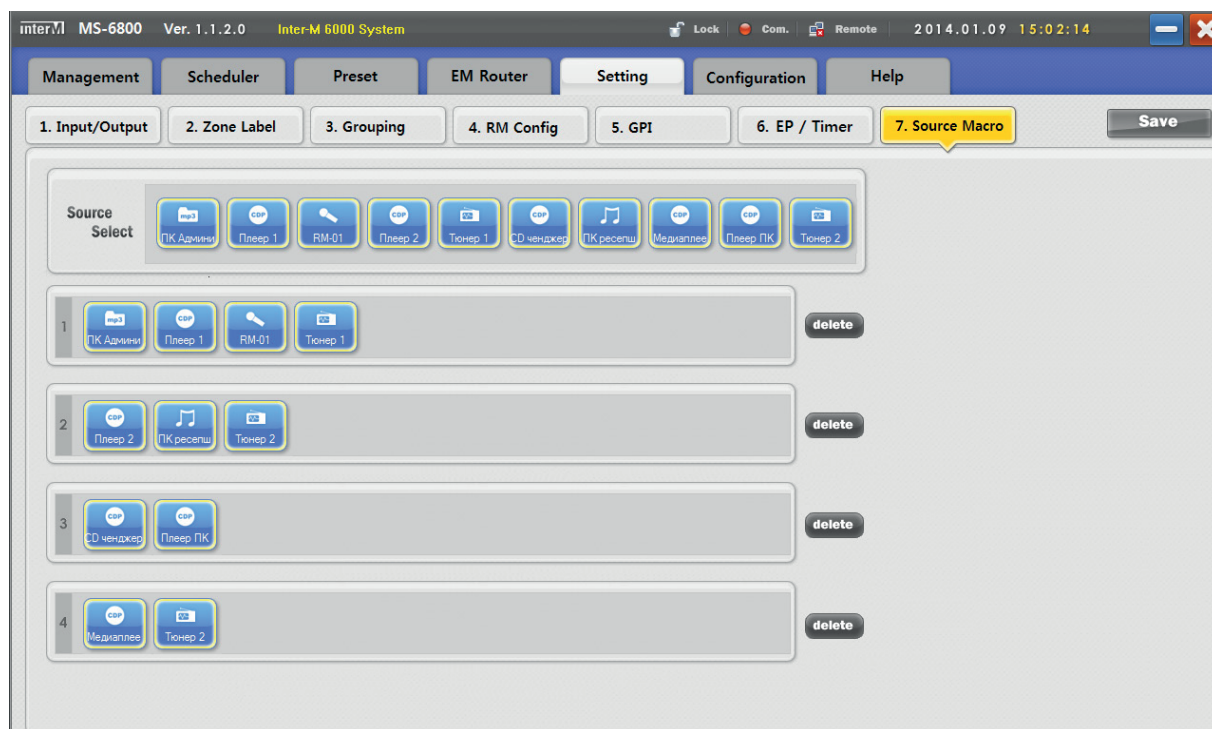 interM MS-6800 Ver. 1.1.2.0 Inter-M 6000 System Lock Com. Remote 2014.01.09 15:02:14
Management Scheduler Preset EM Router Setting Configuration Help
1. Input/Output 2. Zone Label 3. Grouping 4. RM Config 5. GPI 6. EP / Timer 7. Source Macro Save
Source
Select
mp3 CDP CDP CDP CDP CDP
ПК Админи Плеер 1 RM-01 Плеер 2 Тюнер 1 CD ченджер ПК ресепш Медиаплее Плеер ПК Тюнер 2
1
mp3 CDP
ПК Админи Плеер 1 RM-01 Тюнер 1
delete
2
CDP
Плеер 2 ПК ресепш Тюнер 2
delete
3
CDP CDP
CD ченджер Плеер ПК
delete
4
CDP
Медиаплее Тюнер 2
delete